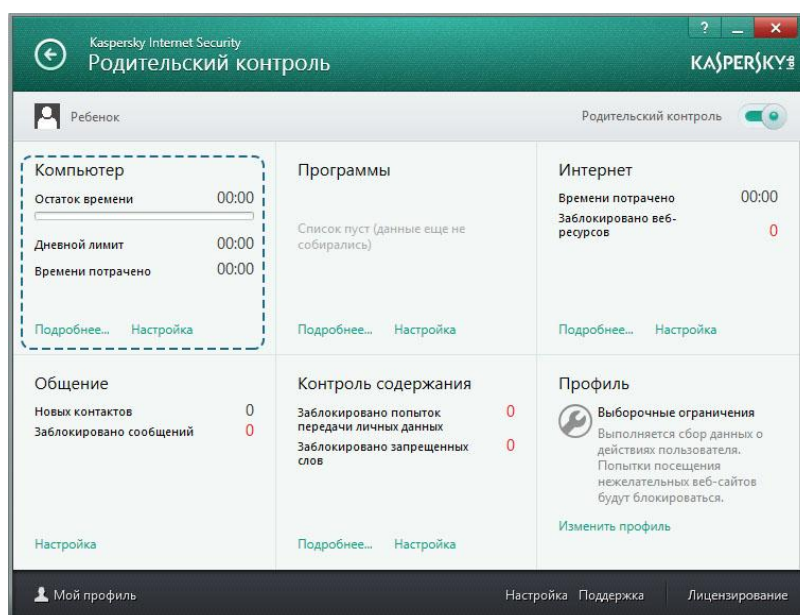 ?
Kaspersky Internet Security
Родительский контроль
KASPERSKY LAB
Ребенок
Родительский контроль
Компьютер
Остаток времени 00:00
Дневной лимит 00:00
Времени потрачено 00:00
Подробнее... Настройка
Программы
Список пуст (данные еще не
собирались)
Подробнее... Настройка
Интернет
Времени потрачено 00:00
Заблокировано веб-
ресурсов 0
Подробнее... Настройка
Общение
Новых контактов 0
Заблокировано сообщений 0
Настройка
Контроль содержания
Заблокировано попыток 0
передачи личных данных
Заблокировано запрещенных 0
слов
Подробнее... Настройка
Профиль
Выборочные ограничения
Выполняется сбор данных о
действиях пользователя.
Попытки посещения
нежелательных веб-сайтов
будут блокироваться.
Изменить профиль
Мой профиль
Настройка Поддержка Лицензирование